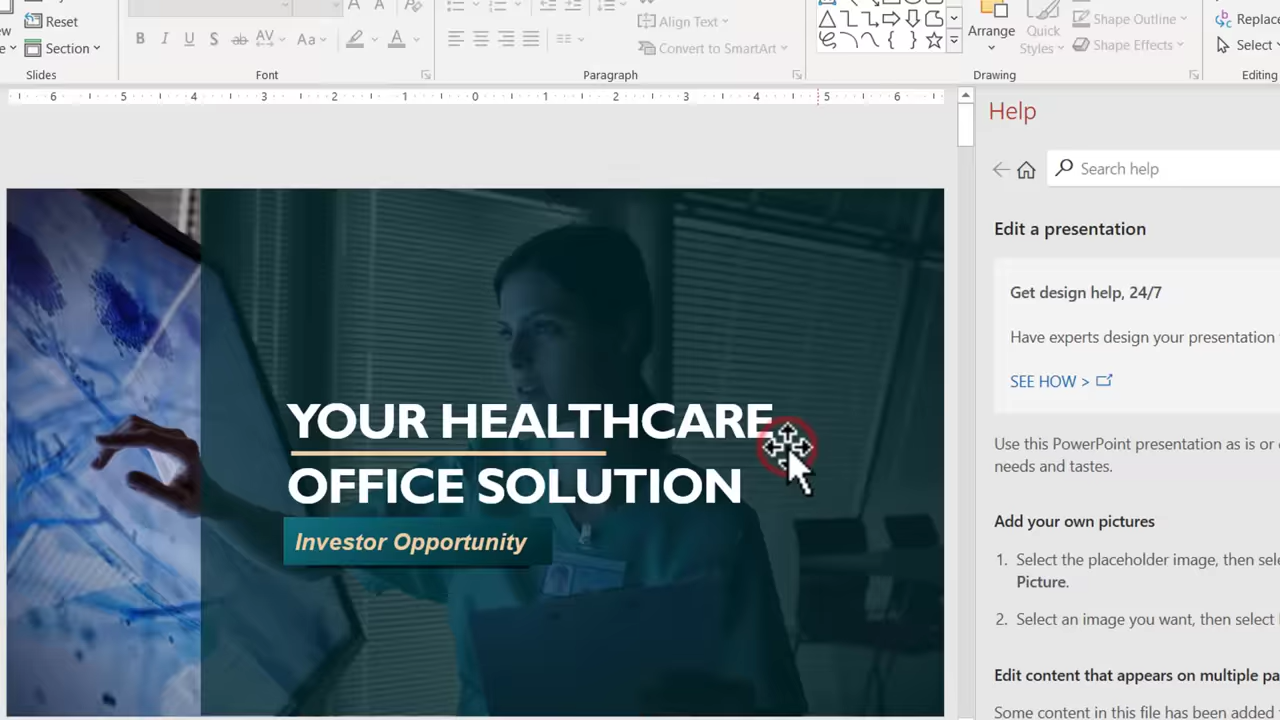 Reset
Section
Slides
B I U S ab AV Aa A
Font
Align Text
Convert to SmartArt
Paragraph
Arrange
Quick
Styles
Shape Outline
Shape Effects
Drawing
Replac
Select
Editing
6 5 4 3 2 1 0 1 2 3 4 5 6
YOUR HEALTHCARE
OFFICE SOLUTION
Investor Opportunity
Help
Search help
Edit a presentation
Get design help, 24/7
Have experts design your presentation
SEE HOW >
Use this PowerPoint presentation as is or
needs and tastes.
Add your own pictures
1. Select the placeholder image, then sele
Picture.
2. Select an image you want, then select
Edit content that appears on multiple pa
Some content in this file has been added